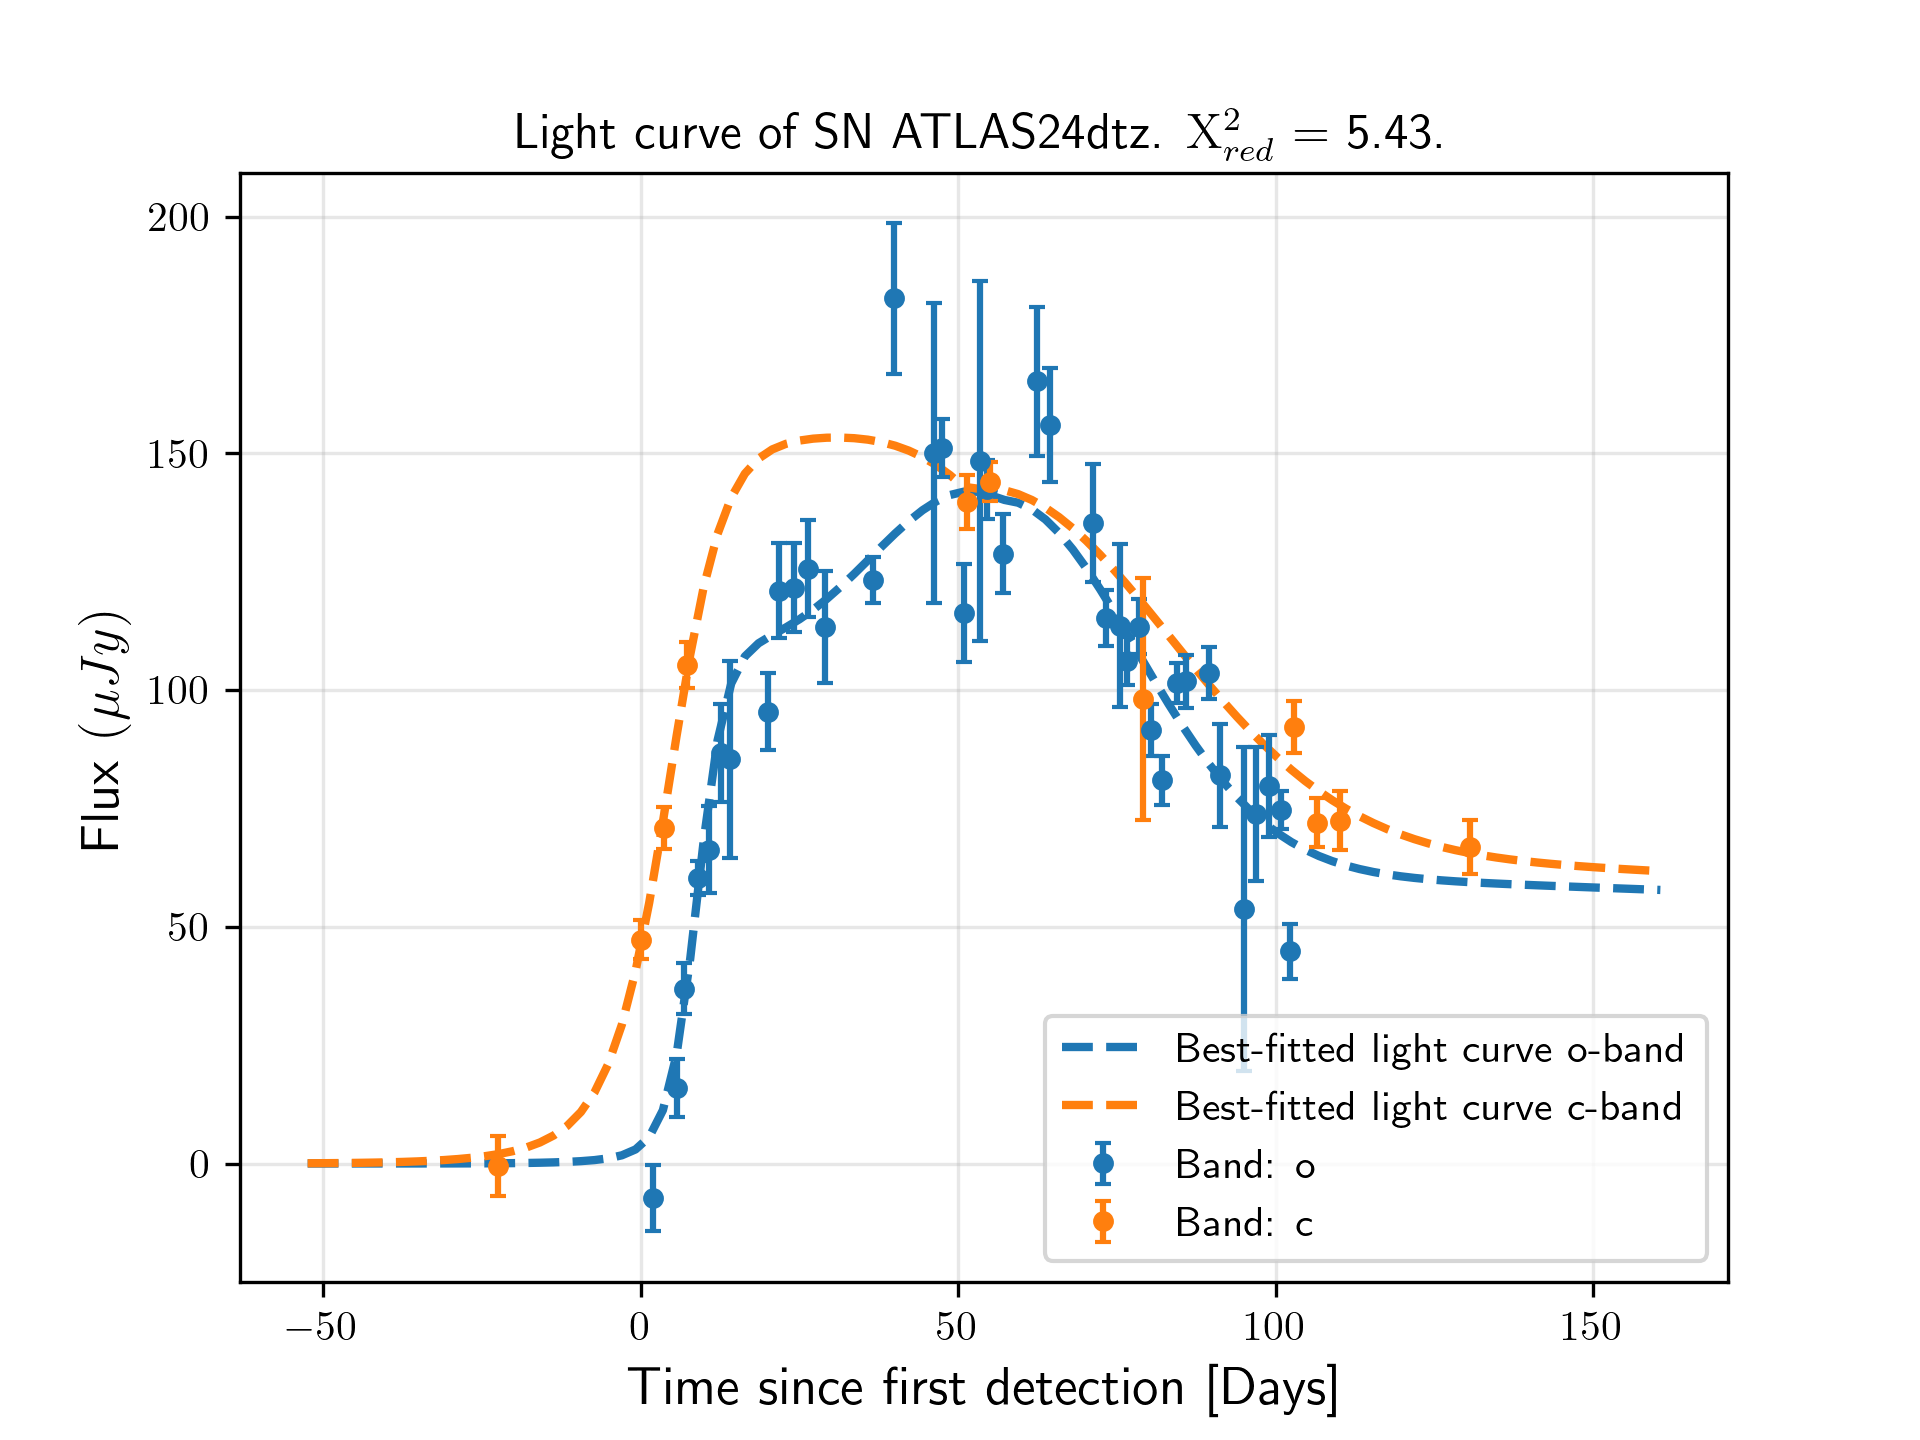 Light curve of SN ATLAS24dtz. X²_red = 5.43.
200
150
100
50
0
Flux (μJy)
−50 0 50 100 150
Time since first detection [Days]
Best-fitted light curve o-band
Best-fitted light curve c-band
Band: o
Band: c